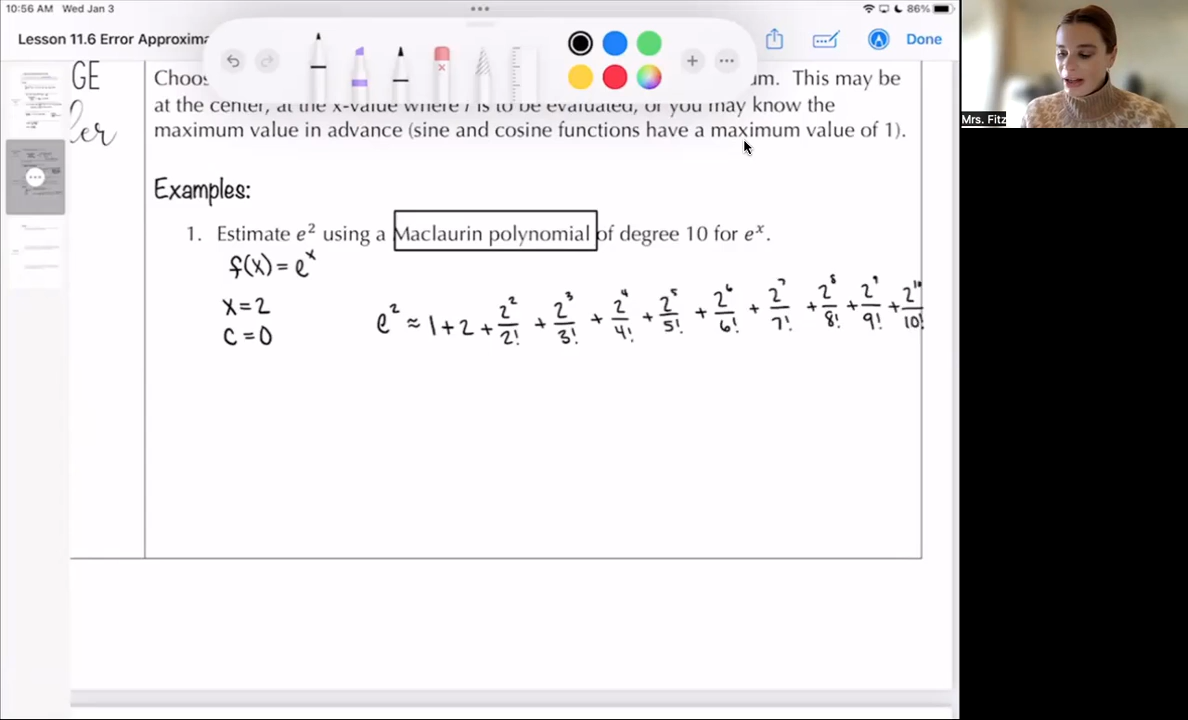 10:56 AM Wed Jan 3
86%
Lesson 11.6 Error Approxima
Done
GE
ler
Choos um. This may be
at the center, at the x-value where f is to be evaluated, or you may know the
maximum value in advance (sine and cosine functions have a maximum value of 1).
Examples:
1. Estimate e² using a Maclaurin polynomial of degree 10 for eˣ.
f(x) = eˣ
x = 2
c = 0
e² ≈ 1 + 2 + 2²/2! + 2³/3! + 2⁴/4! + 2⁵/5! + 2⁶/6! + 2⁷/7! + 2⁸/8! + 2⁹/9! + 2¹⁰/10!
Mrs. Fitz